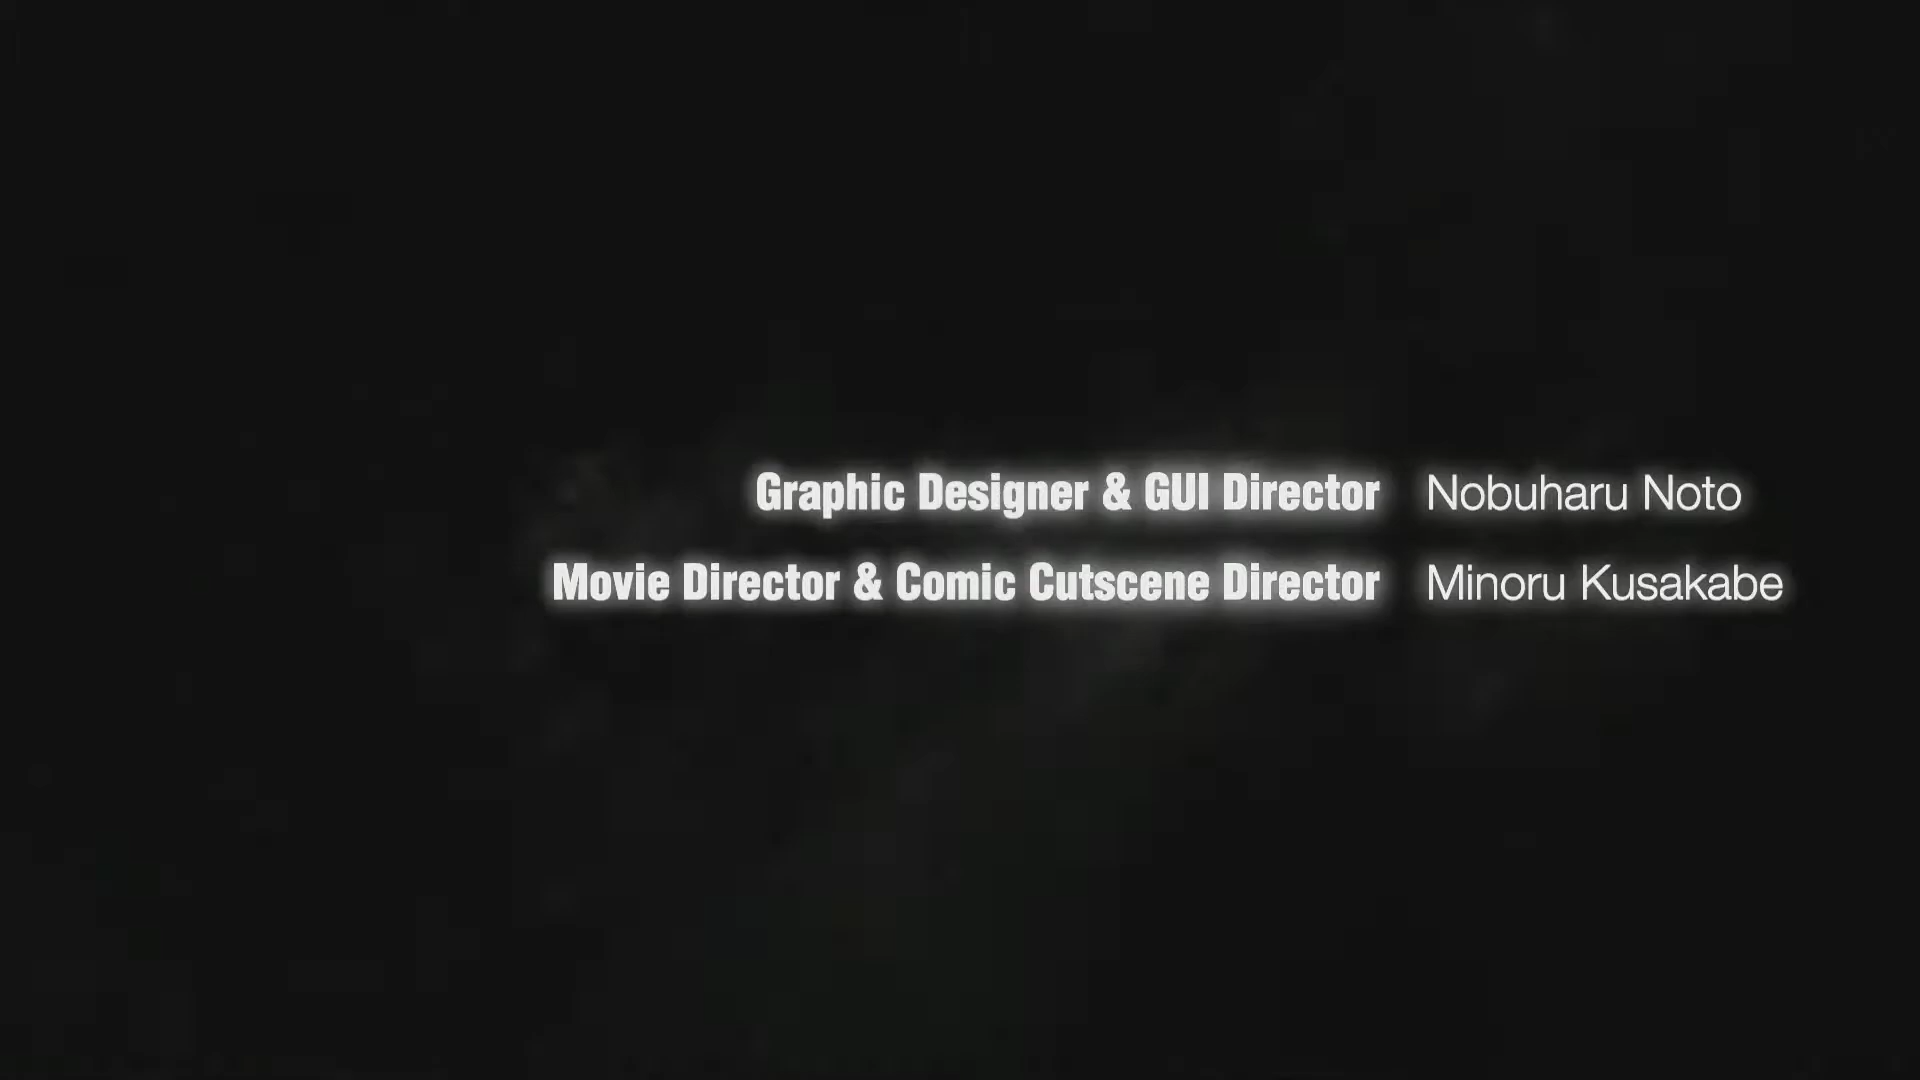 Graphic Designer & GUI Director Nobuharu Noto
Movie Director & Comic Cutscene Director Minoru Kusakabe